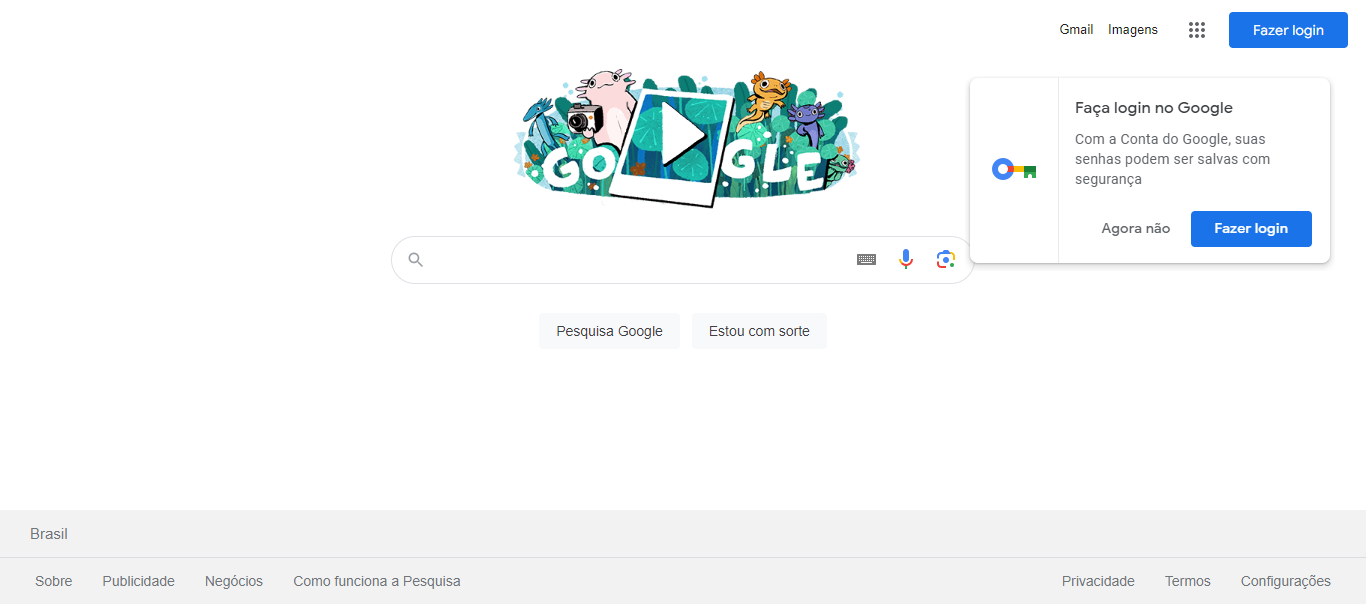 Gmail Imagens Fazer login
GOOGLE
Faça login no Google
Com a Conta do Google, suas
senhas podem ser salvas com
segurança
Agora não Fazer login
Pesquisa Google Estou com sorte
Brasil
Sobre Publicidade Negócios Como funciona a Pesquisa Privacidade Termos Configurações